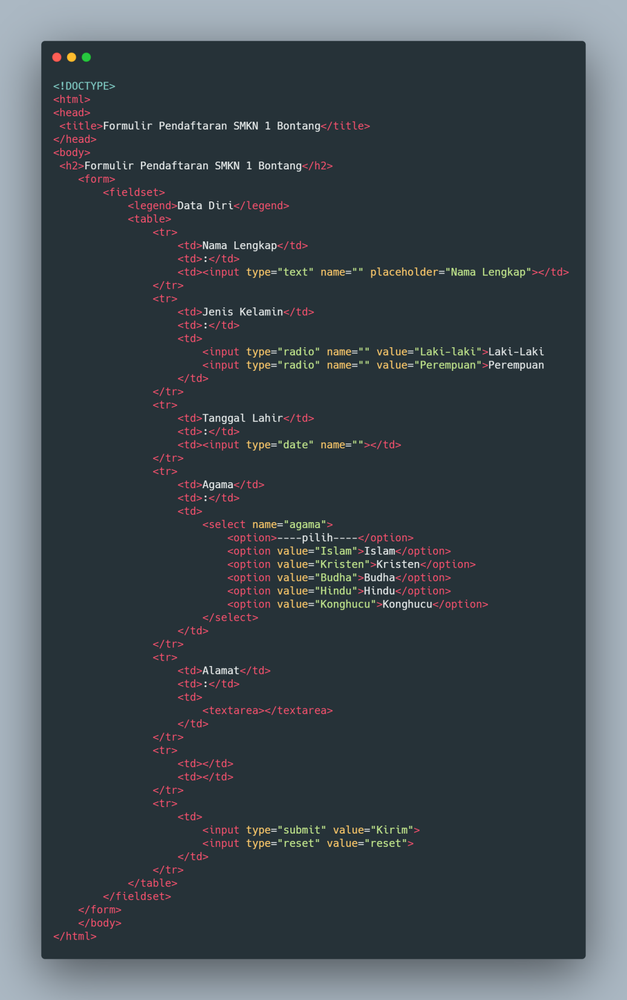 <!DOCTYPE>
<html>
<head>
 <title>Formulir Pendaftaran SMKN 1 Bontang</title>
</head>
<body>
 <h2>Formulir Pendaftaran SMKN 1 Bontang</h2>
    <form>
        <fieldset>
            <legend>Data Diri</legend>
            <table>
                <tr>
                    <td>Nama Lengkap</td>
                    <td>:</td>
                    <td><input type="text" name="" placeholder="Nama Lengkap"></td>
                </tr>
                <tr>
                    <td>Jenis Kelamin</td>
                    <td>:</td>
                    <td>
                        <input type="radio" name="" value="Laki-laki">Laki-Laki
                        <input type="radio" name="" value="Perempuan">Perempuan
                    </td>
                </tr>
                <tr>
                    <td>Tanggal Lahir</td>
                    <td>:</td>
                    <td><input type="date" name=""></td>
                </tr>
                <tr>
                    <td>Agama</td>
                    <td>:</td>
                    <td>
                        <select name="agama">
                            <option>----pilih----</option>
                            <option value="Islam">Islam</option>
                            <option value="Kristen">Kristen</option>
                            <option value="Budha">Budha</option>
                            <option value="Hindu">Hindu</option>
                            <option value="Konghucu">Konghucu</option>
                        </select>
                    </td>
                </tr>
                <tr>
                    <td>Alamat</td>
                    <td>:</td>
                    <td>
                        <textarea></textarea>
                    </td>
                </tr>
                <tr>
                    <td></td>
                    <td></td>
                </tr>
                <tr>
                    <td>
                        <input type="submit" value="Kirim">
                        <input type="reset" value="reset">
                    </td>
                </tr>
            </table>
        </fieldset>
    </form>
    </body>
</html>